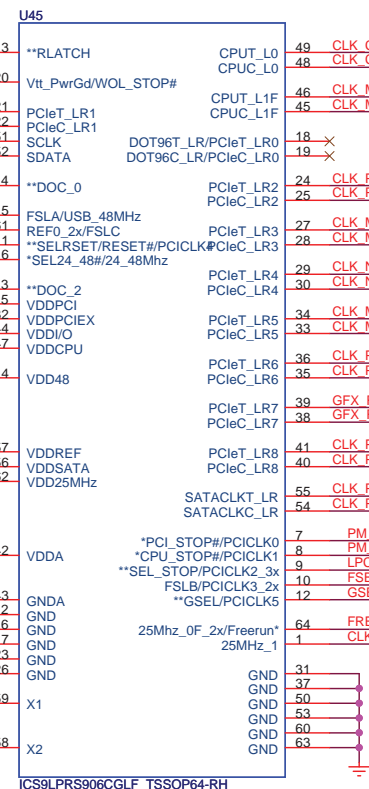 U45
**RLATCH
Vtt_PwrGd/WOL_STOP#
PCIeT_LR1
PCIeC_LR1
SCLK
SDATA
**DOC_0
FSLA/USB_48MHz
REF0_2x/FSLC
**SELRSET/RESET#/PCICLK4
*SEL24_48#/24_48Mhz
**DOC_2
VDDPCI
VDDPCIEX
VDDI/O
VDDCPU
VDD48
VDDREF
VDDSATA
VDD25MHz
VDDA
GNDA
GND
GND
GND
GND
GND
X1
X2
CPUT_L0 49
CPUC_L0 48
CPUT_L1F 46
CPUC_L1F 45
DOT96T_LR/PCIeT_LR0 18
DOT96C_LR/PCIeC_LR0 19
PCIeT_LR2 24
PCIeC_LR2 25
PCIeT_LR3 27
PCIeC_LR3 28
PCIeT_LR4 29
PCIeC_LR4 30
PCIeT_LR5 34
PCIeC_LR5 33
PCIeT_LR6 36
PCIeC_LR6 35
PCIeT_LR7 39
PCIeC_LR7 38
PCIeT_LR8 41
PCIeC_LR8 40
SATACLKT_LR 55
SATACLKC_LR 54
*PCI_STOP#/PCICLK0 7 PM
*CPU_STOP#/PCICLK1 8 PM
**SEL_STOP/PCICLK2_3x 9
FSLB/PCICLK3_2x 10
**GSEL/PCICLK5 12
25Mhz_0F_2x/Freerun* 64
25MHz_1 1
GND 31
GND 37
GND 50
GND 53
GND 60
GND 63
ICS9LPRS906CGLF_TSSOP64-RH